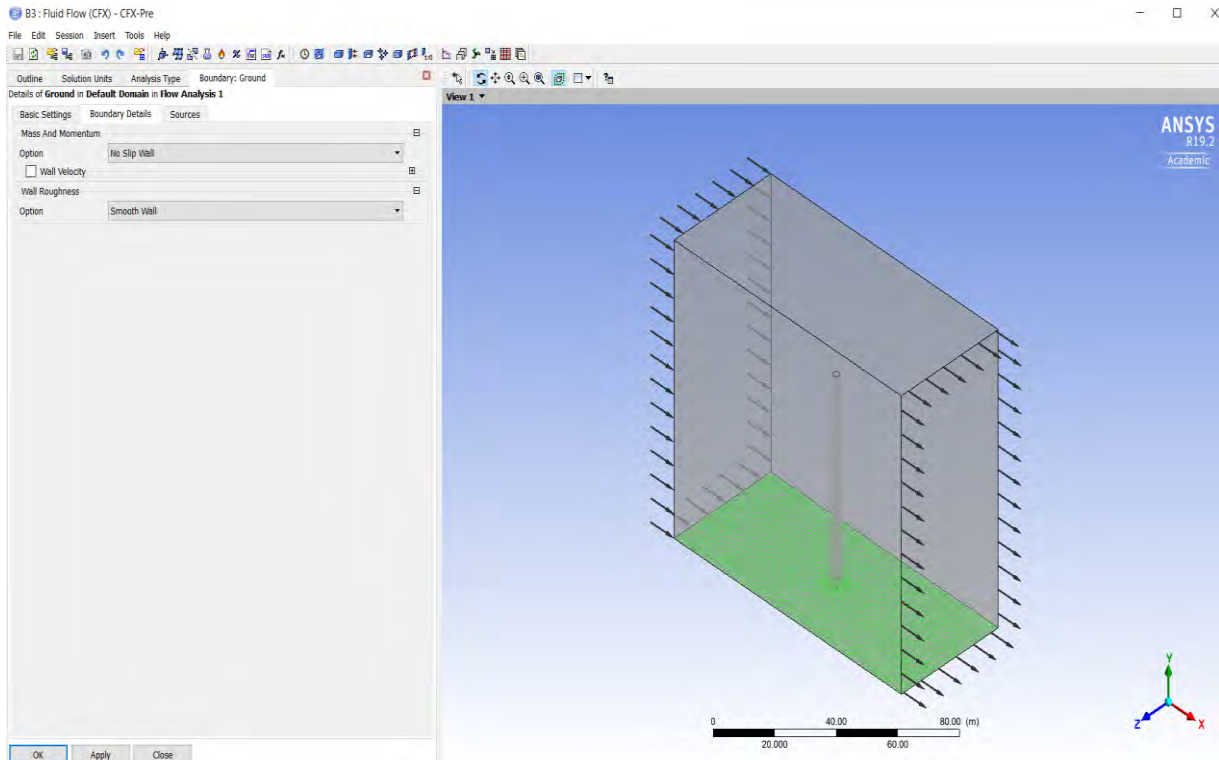 B3 : Fluid Flow (CFX) - CFX-Pre
File Edit Session Insert Tools Help
Outline Solution Units Analysis Type Boundary: Ground
Details of Ground in Default Domain in Flow Analysis 1
Basic Settings Boundary Details Sources
Mass And Momentum
Option No Slip Wall
Wall Velocity
Wall Roughness
Option Smooth Wall
OK Apply Close
View 1
ANSYS
R19.2
Academic
0 40.00 80.00 (m)
20.000 60.00
Y
Z X